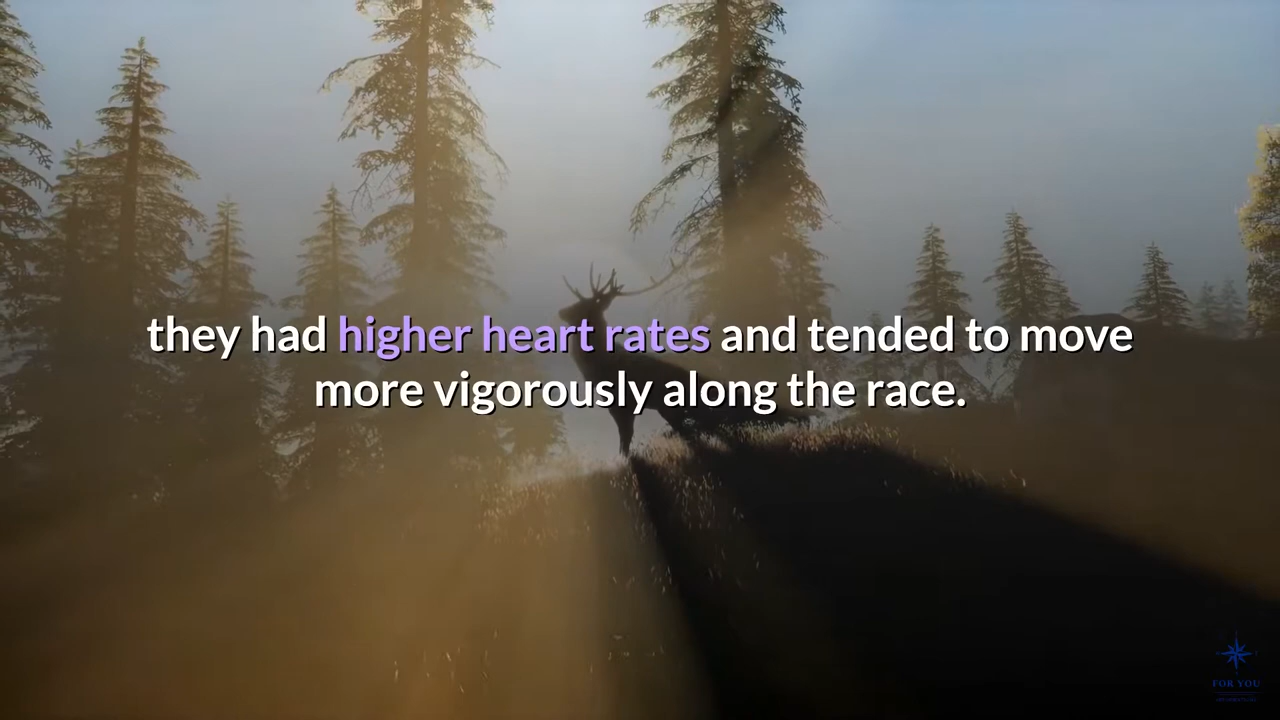 they had higher heart rates and tended to move
more vigorously along the race.
FOR YOU